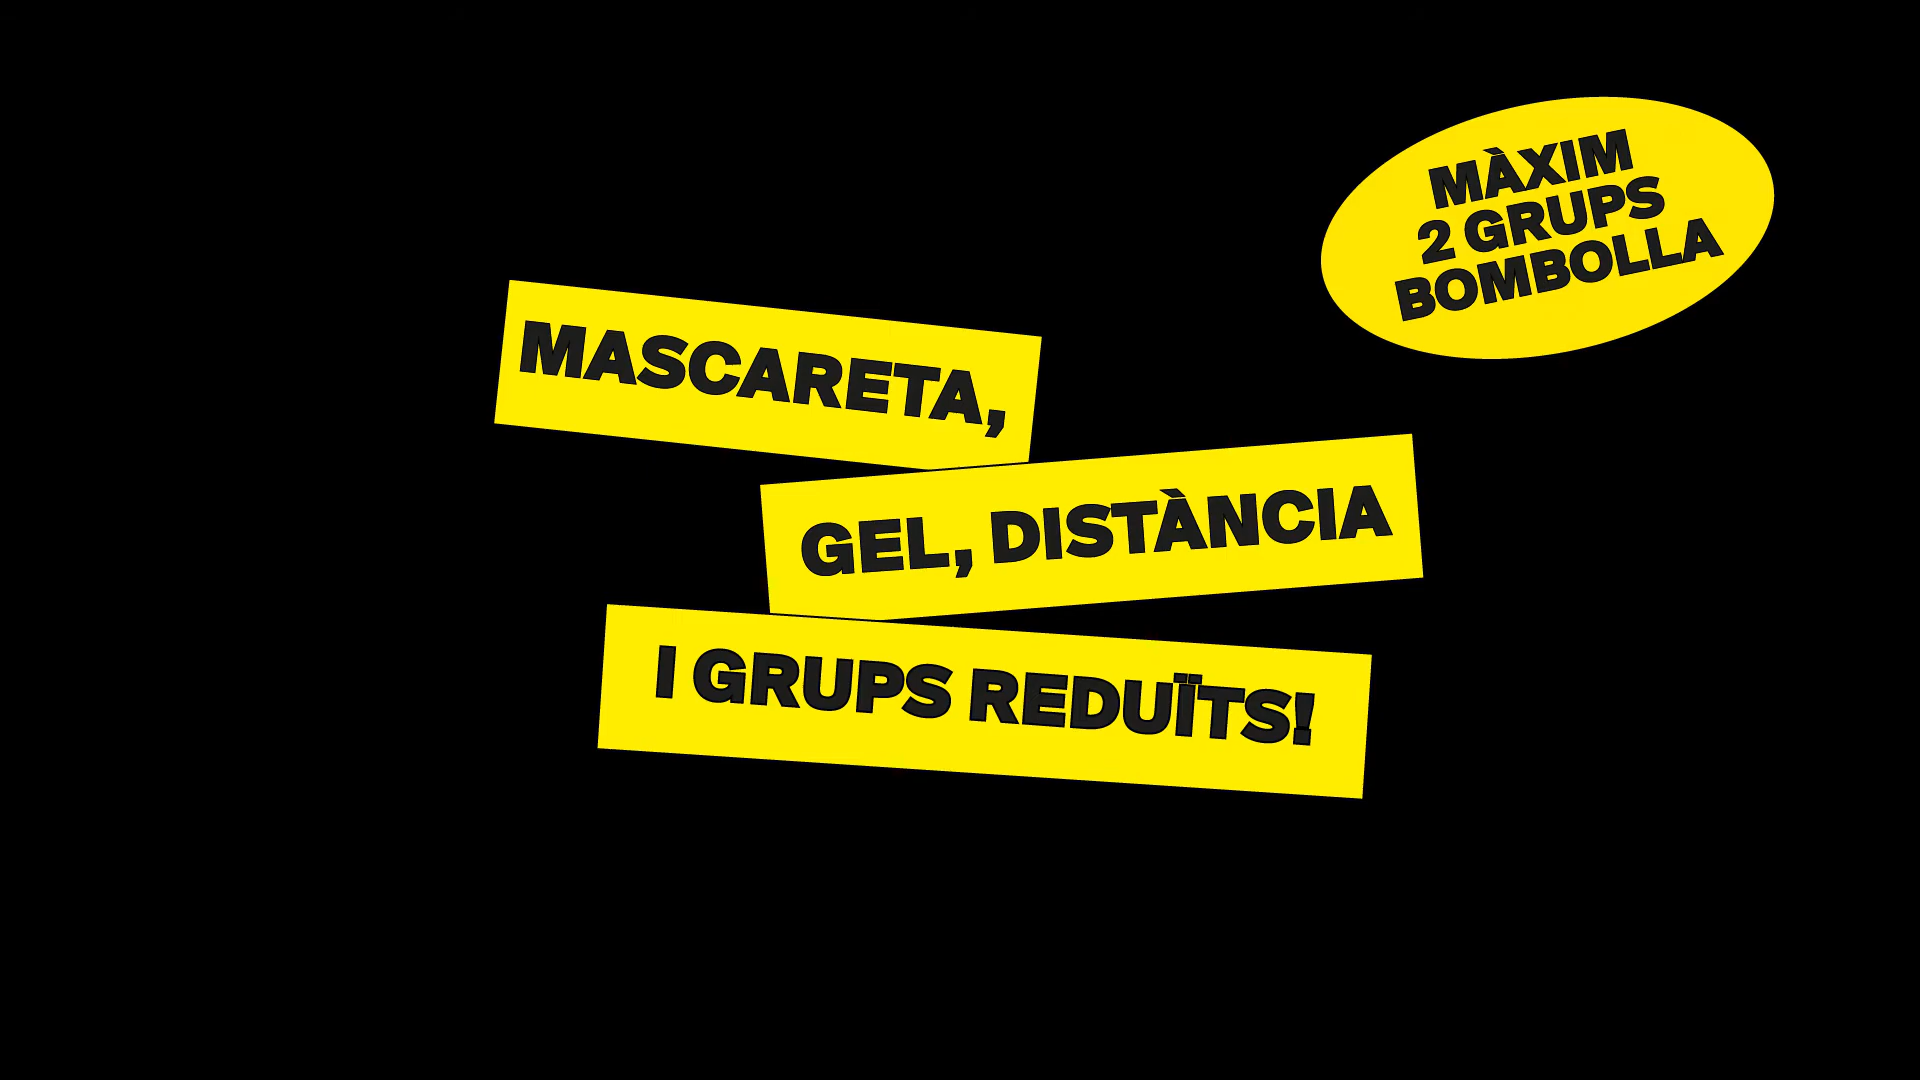 MÀXIM
2 GRUPS
BOMBOLLA
MASCARETA,
GEL, DISTÀNCIA
I GRUPS REDUÏTS!